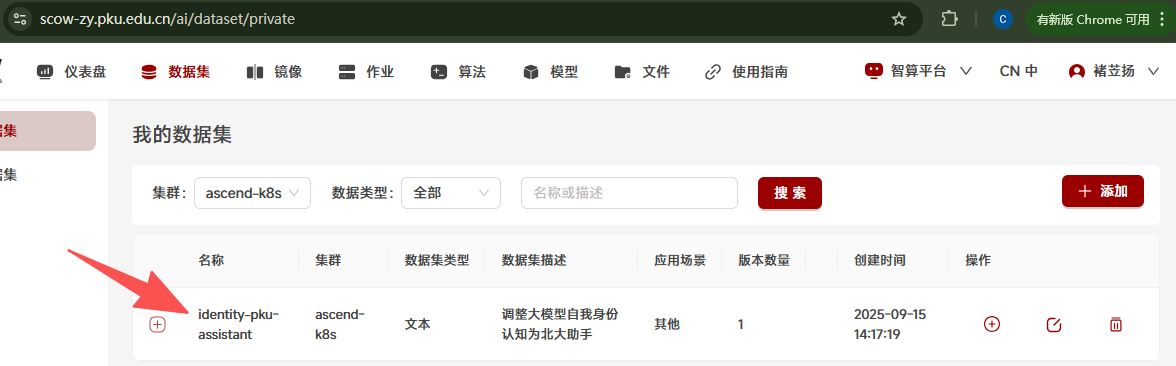 scow-zy.pku.edu.cn/ai/dataset/private
C
有新版 Chrome 可用
仪表盘
数据集
镜像
作业
算法
模型
文件
使用指南
智算平台
CN 中
褚苙扬
据集
据集
我的数据集
集群: ascend-k8s
数据类型: 全部
名称或描述
搜 索
添加
名称
集群
数据集类型
数据集描述
应用场景
版本数量
创建时间
操作
identity-pku-
assistant
ascend-
k8s
文本
调整大模型自我身份
认知为北大助手
其他
1
2025-09-15
14:17:19